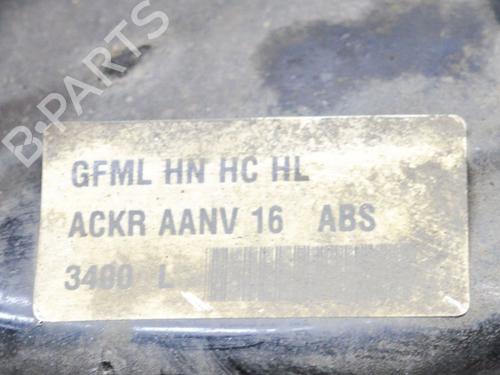 B-PARTS
GFML HN HC HL
ACKR AANV 16 ABS
3400 L